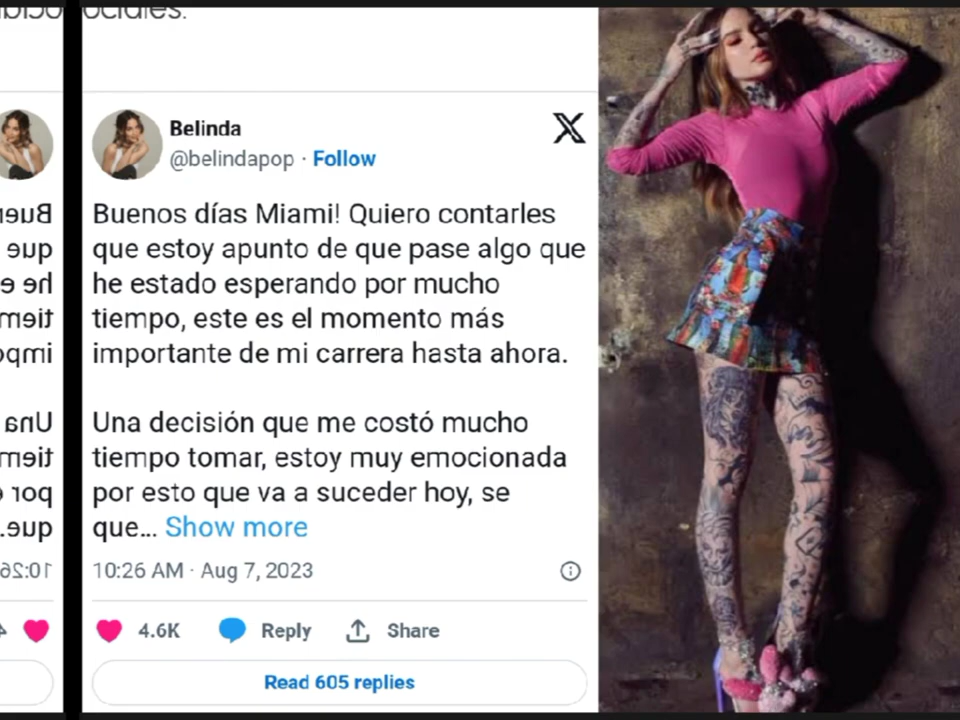 ociales.
Belinda
@belindapop · Follow
Buenos días Miami! Quiero contarles
que estoy apunto de que pase algo que
he estado esperando por mucho
tiempo, este es el momento más
importante de mi carrera hasta ahora.
Una decisión que me costó mucho
tiempo tomar, estoy muy emocionada
por esto que va a suceder hoy, se
que... Show more
10:26 AM · Aug 7, 2023
4.6K Reply Share
Read 605 replies